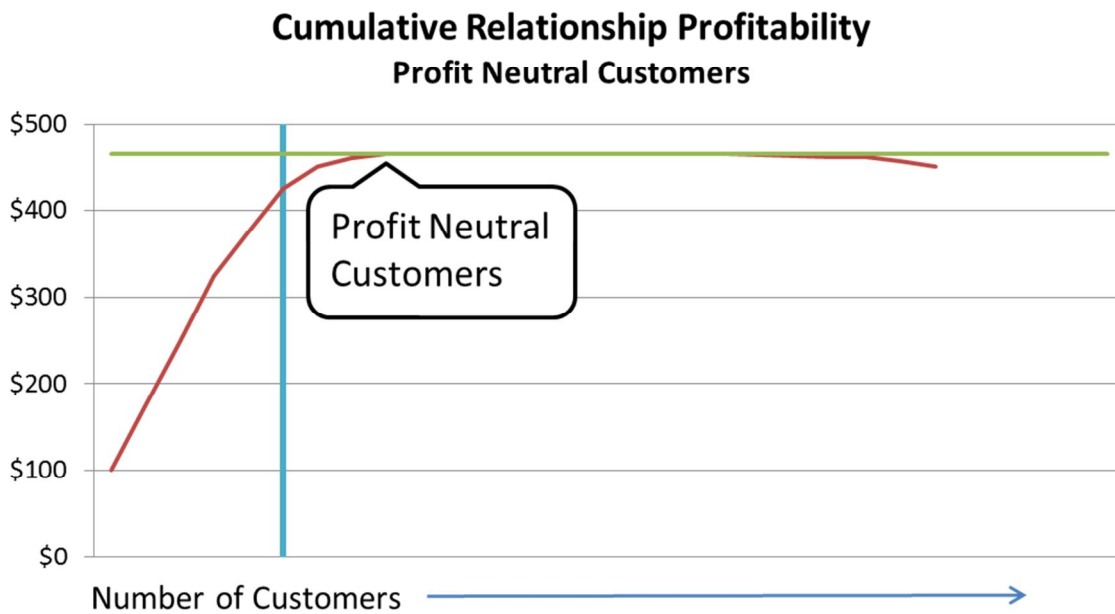 Cumulative Relationship Profitability
Profit Neutral Customers
$500
$400
$300
$200
$100
$0
Profit Neutral
Customers
Number of Customers